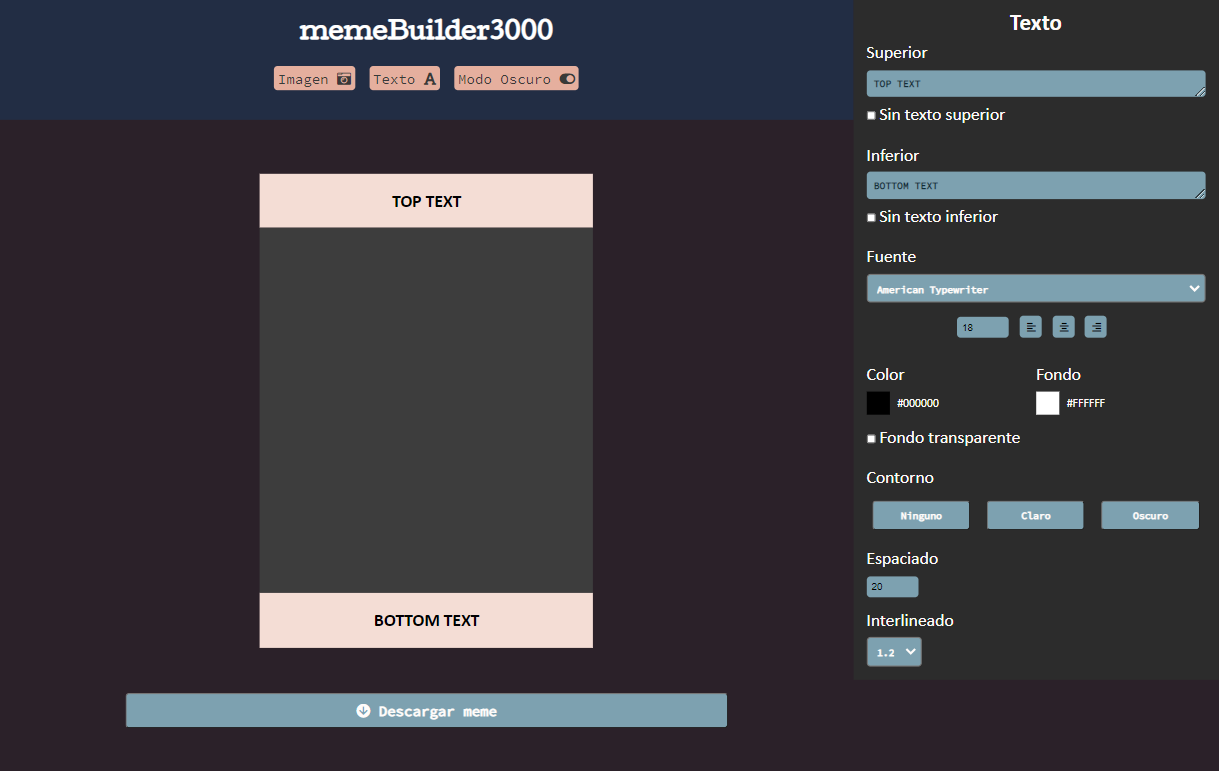 memeBuilder3000
Imagen
Texto
Modo Oscuro
TOP TEXT
BOTTOM TEXT
Descargar meme
Texto
Superior
TOP TEXT
Sin texto superior
Inferior
BOTTOM TEXT
Sin texto inferior
Fuente
American Typewriter
18
Color Fondo
#000000 #FFFFFF
Fondo transparente
Contorno
Ninguno Claro Oscuro
Espaciado
20
Interlineado
1.2